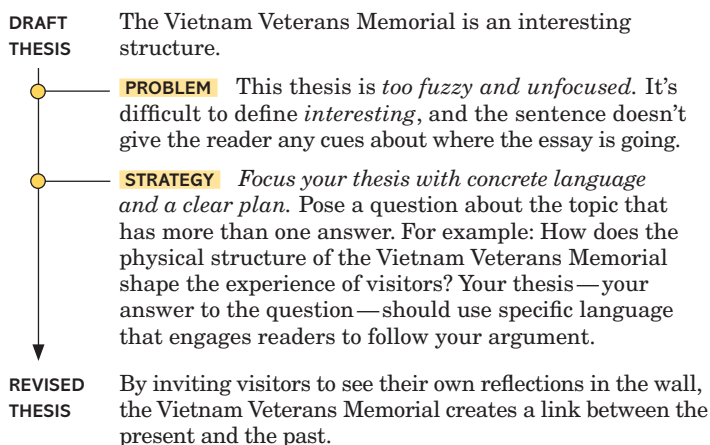 DRAFT THESIS
The Vietnam Veterans Memorial is an interesting
structure.
PROBLEM This thesis is too fuzzy and unfocused. It's
difficult to define interesting, and the sentence doesn't
give the reader any cues about where the essay is going.
STRATEGY Focus your thesis with concrete language
and a clear plan. Pose a question about the topic that
has more than one answer. For example: How does the
physical structure of the Vietnam Veterans Memorial
shape the experience of visitors? Your thesis—your
answer to the question—should use specific language
that engages readers to follow your argument.
REVISED THESIS
By inviting visitors to see their own reflections in the wall,
the Vietnam Veterans Memorial creates a link between the
present and the past.